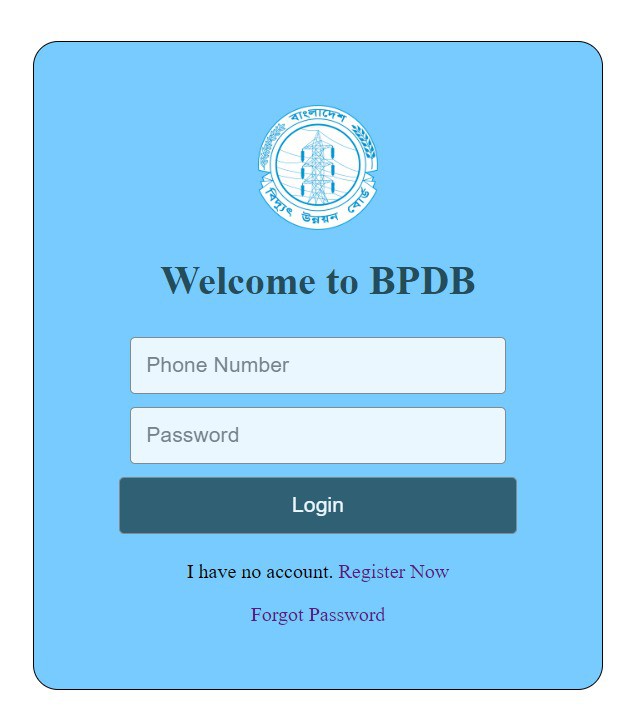 বাংলাদেশ
বিদ্যুৎ উন্নয়ন বোর্ড
Welcome to BPDB
Phone Number
Password
Login
I have no account. Register Now
Forgot Password